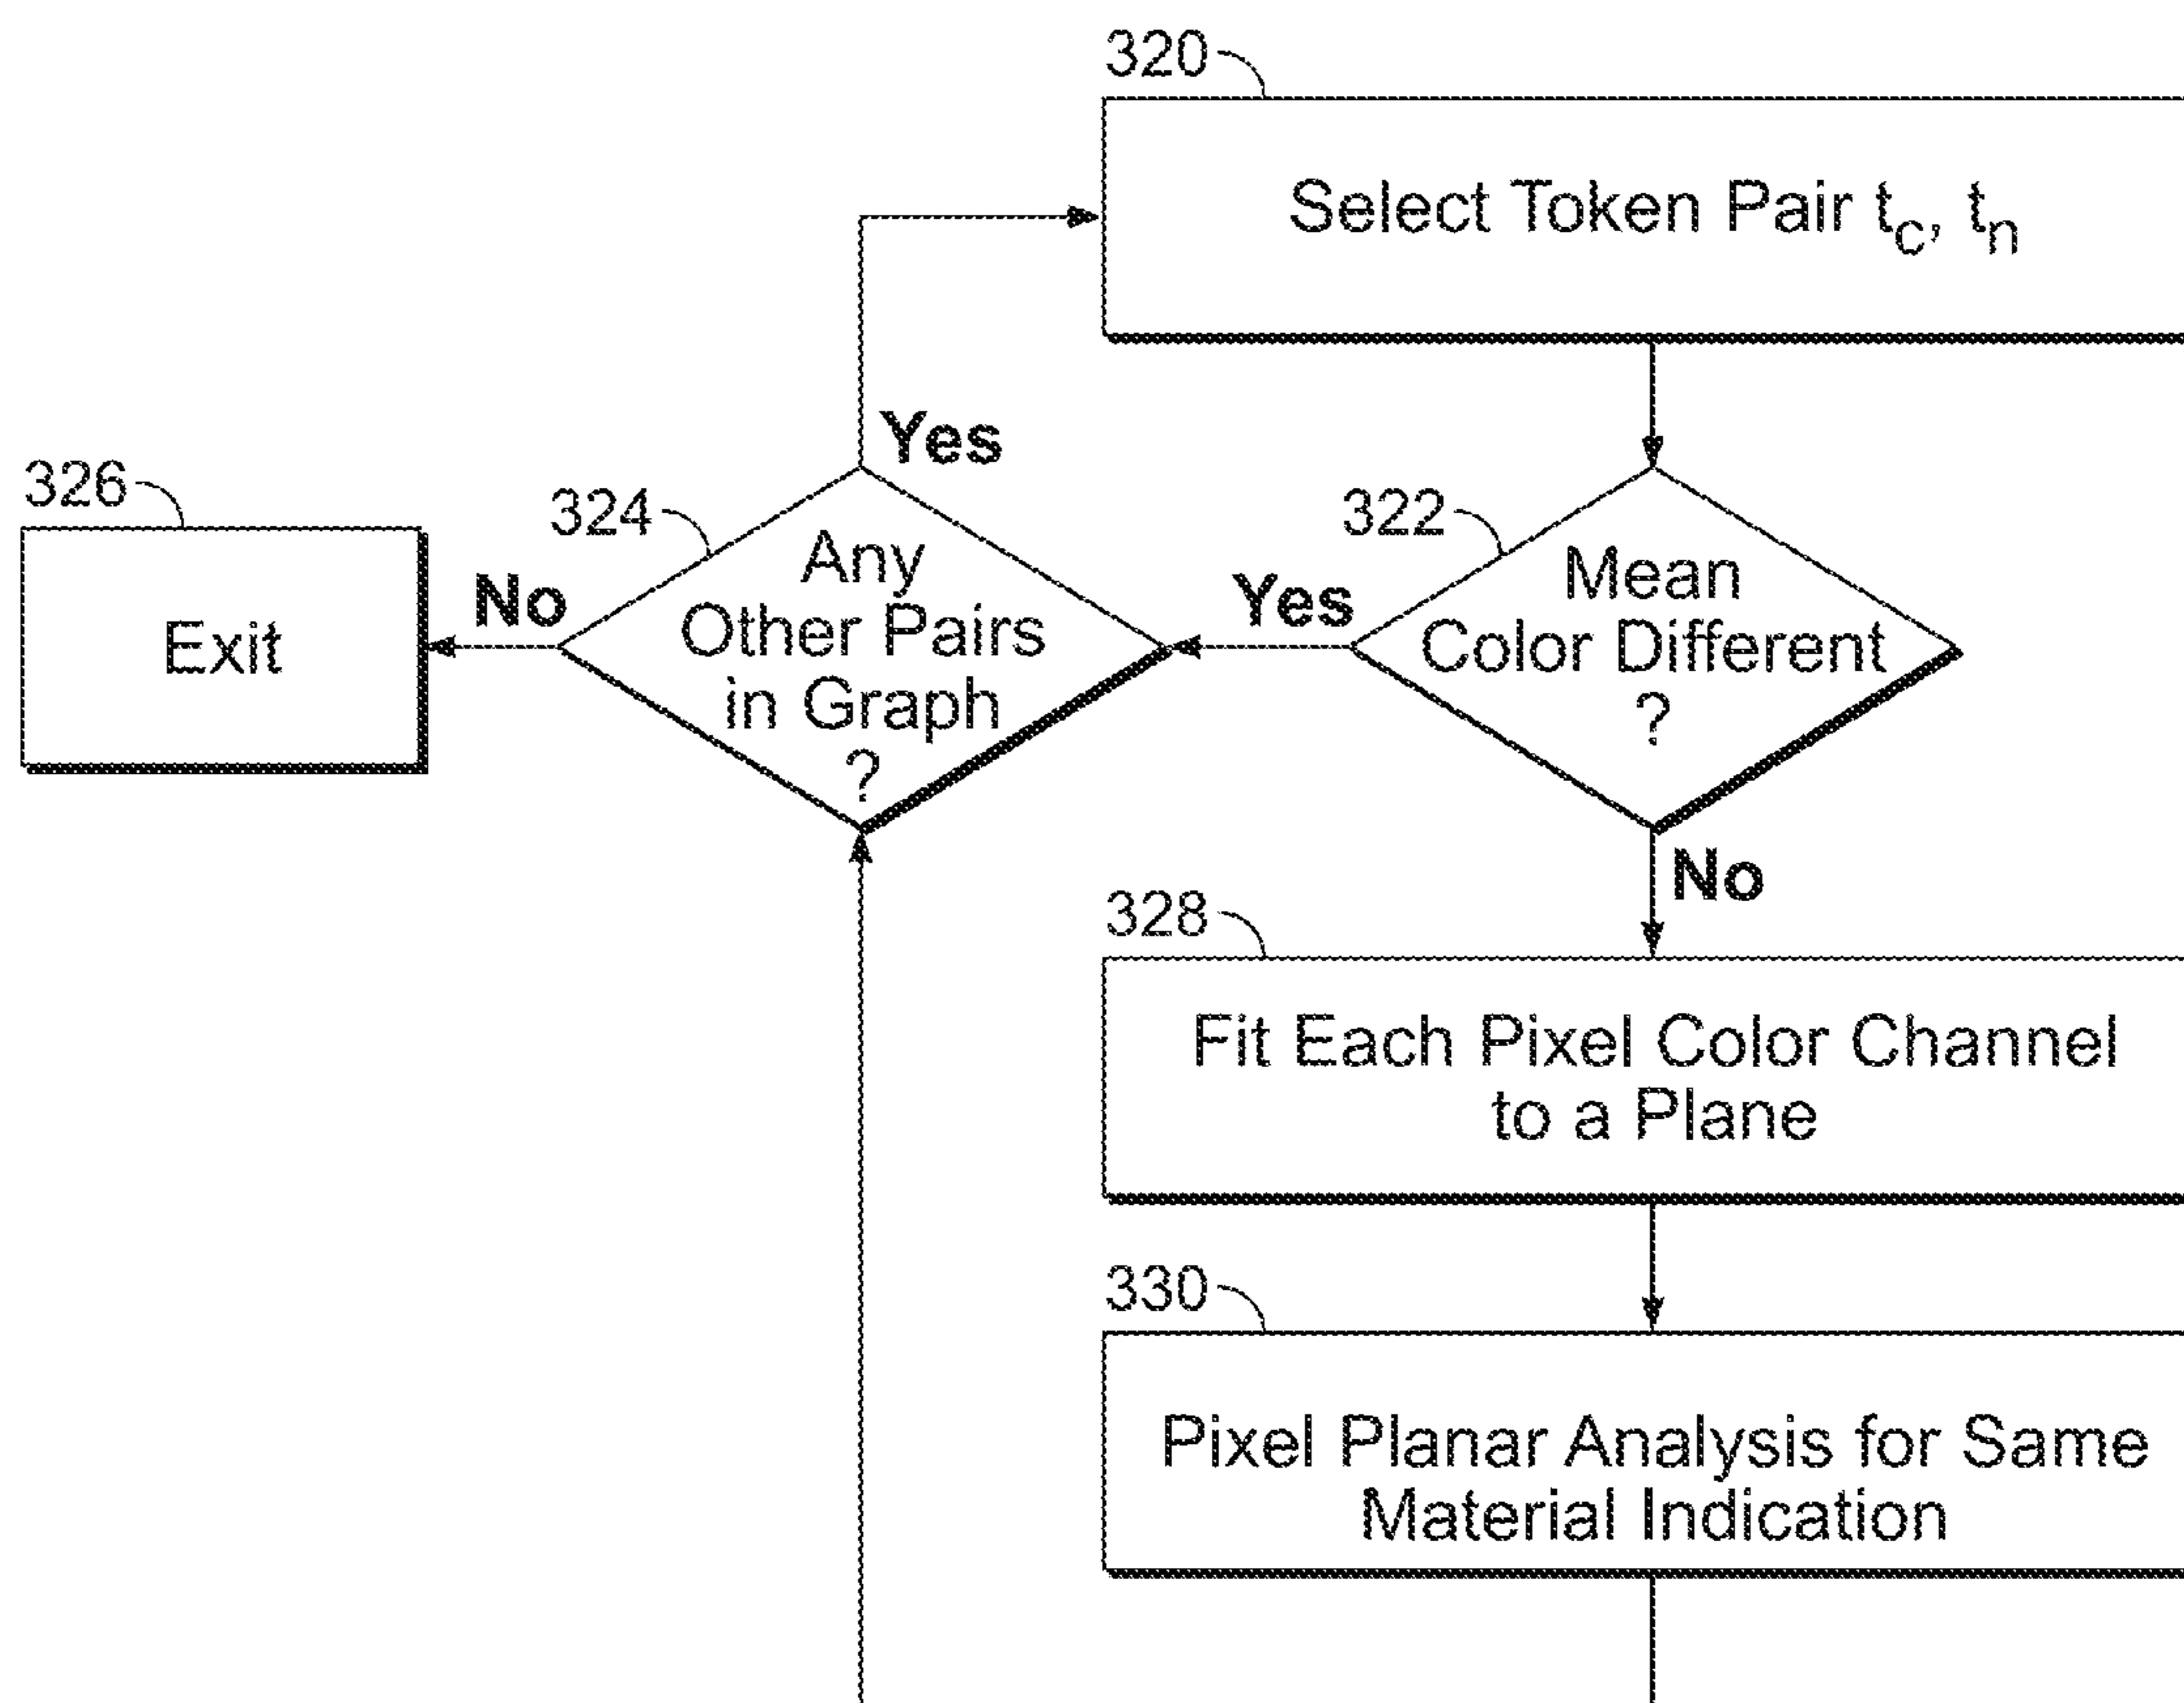 320
Select Token Pair tc, tn
Yes
326
324
322
Any
Other Pairs
in Graph
?
Mean
Color Different
?
No
Exit
Yes
No
328
Fit Each Pixel Color Channel
to a Plane
330
Pixel Planar Analysis for Same
Material Indication